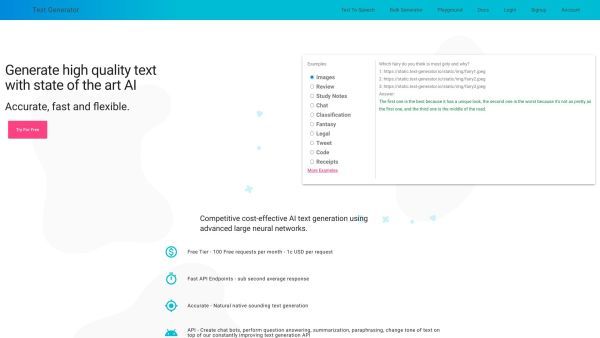 Text Generator
Text To Speech
Bulk Generator
Playground
Docs
Login
Signup
Account
Generate high quality text
with state of the art AI
Accurate, fast and flexible.
Try For Free
Examples
Images
Review
Study Notes
Chat
Classification
Fantasy
Legal
Tweet
Code
Receipts
More Examples
Which fairy do you think is most girly and why?
1: https://static.text-generator.io/static/img/fairy1.jpeg
2: https://static.text-generator.io/static/img/fairy2.jpeg
3: https://static.text-generator.io/static/img/fairy3.jpeg
Answer:
The first one is the best because it has a unique look, the second one is the worst because it's not as pretty as
the first one, and the third one is the middle of the road.
Competitive cost-effective AI text generation using
advanced large neural networks.
Free Tier - 100 Free requests per month - 1c USD per request
Fast API Endpoints - sub second average response
Accurate - Natural native sounding text generation
API - Create chat bots, perform question answering, summarization, paraphrasing, change tone of text on
top of our constantly improving text generation API